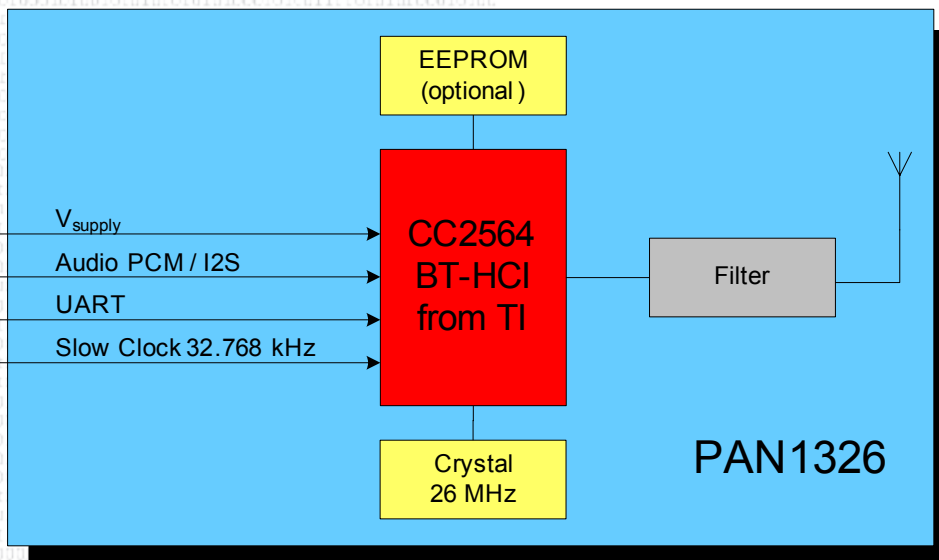 EEPROM
(optional)
Vsupply
Audio PCM / I2S
UART
Slow Clock 32.768 kHz
CC2564
BT-HCI
from TI
Filter
Crystal
26 MHz
PAN1326